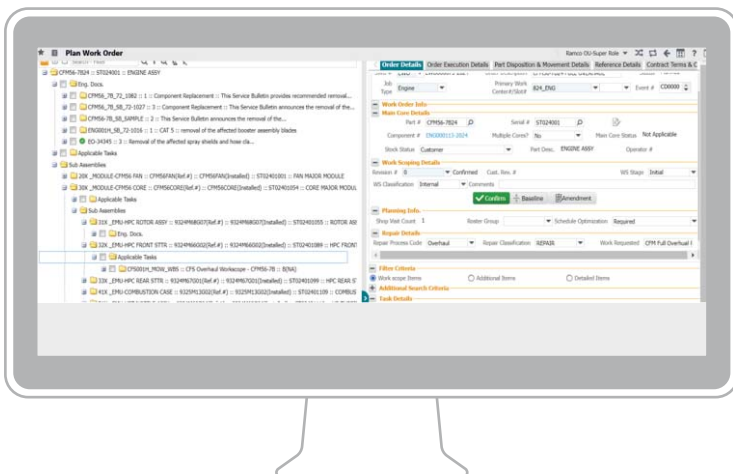 Plan Work Order
Ramco OU-Super Role
Search - Filter
CFM56-7824 :: ST024001 :: ENGINE ASSY
Eng. Docs.
CFM56_7B_72_1082 :: 1 :: Component Replacement :: This Service Bulletin provides recommended removal...
CFM56_7B_SB_72-1027 :: 3 :: Component Replacement :: This Service Bulletin announces the removal of the...
CFM56-7B_SB_SAMPLE :: 2 :: This Service Bulletin announces the removal of the...
ENG001H_SB_72-1016 :: 1 :: CAT 5 :: removal of the affected booster assembly blades
EO-34345 :: 3 :: Removal of the affected spray shields and hose cla...
Applicable Tasks
Sub Assemblies
20X _MODULE-CFM56 FAN :: CFM56FAN(Ref.#) :: CFM56FAN(Installed) :: ST02401001 :: FAN MAJOR MODULE
30X _MODULE-CFM56 CORE :: CFM56CORE(Ref.#) :: CFM56CORE(Installed) :: ST02401054 :: CORE MAJOR MODUL
Applicable Tasks
Sub Assemblies
31X _EMU-HPC ROTOR ASSY :: 9324M68G07(Ref.#) :: 9324M68G07(Installed) :: ST02401055 :: ROTOR ASS
Eng. Docs.
32X _EMU-HPC FRONT STTR :: 9324M66G02(Ref.#) :: 9324M66G02(Installed) :: ST02401089 :: HPC FRONT
Applicable Tasks
CFS001H_MOW_WBS :: CFS Overhaul Workscope - CFM56-7B :: B(NA)
33X _EMU-HPC REAR STTR :: 9324M67G01(Ref.#) :: 9324M67G01(Installed) :: ST02401099 :: HPC REAR S
41X _EMU-COMBUSTION CASE :: 9325M13G02(Ref.#) :: 9325M13G02(Installed) :: ST02401109 :: COMBUS
Order Details Order Execution Details Part Disposition & Movement Details Reference Details Contract Terms & C
Job Type Engine Primary Work Center#/Slot# 824_ENG Event # CD0000
Work Order Info
Main Core Details
Part # CFM56-7824 Serial # ST024001
Component # ENG000113-2024 Multiple Cores? No Main Core Status Not Applicable
Stock Status Customer Part Desc. ENGINE ASSY Operator #
Work Scoping Details
Revision # 0 Confirmed Cust. Rev. # WS Stage Initial
WS Classification Internal Comments
Confirm Baseline Amendment
Planning Info.
Shop Visit Count 1 Roster Group Schedule Optimization Required
Repair Details
Repair Process Code Overhaul Repair Classification REPAIR Work Requested CFM Full Overhual I
Filter Criteria
Work scope Items Additional Items Detailed Items
Additional Search Criteria
Task Details